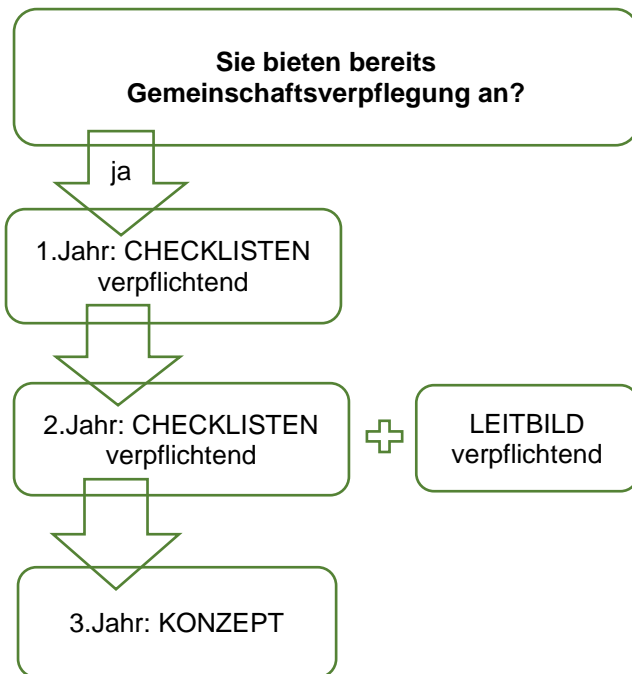 Sie bieten bereits
Gemeinschaftsverpflegung an?
ja
1.Jahr: CHECKLISTEN
verpflichtend
2.Jahr: CHECKLISTEN
verpflichtend
LEITBILD
verpflichtend
3.Jahr: KONZEPT